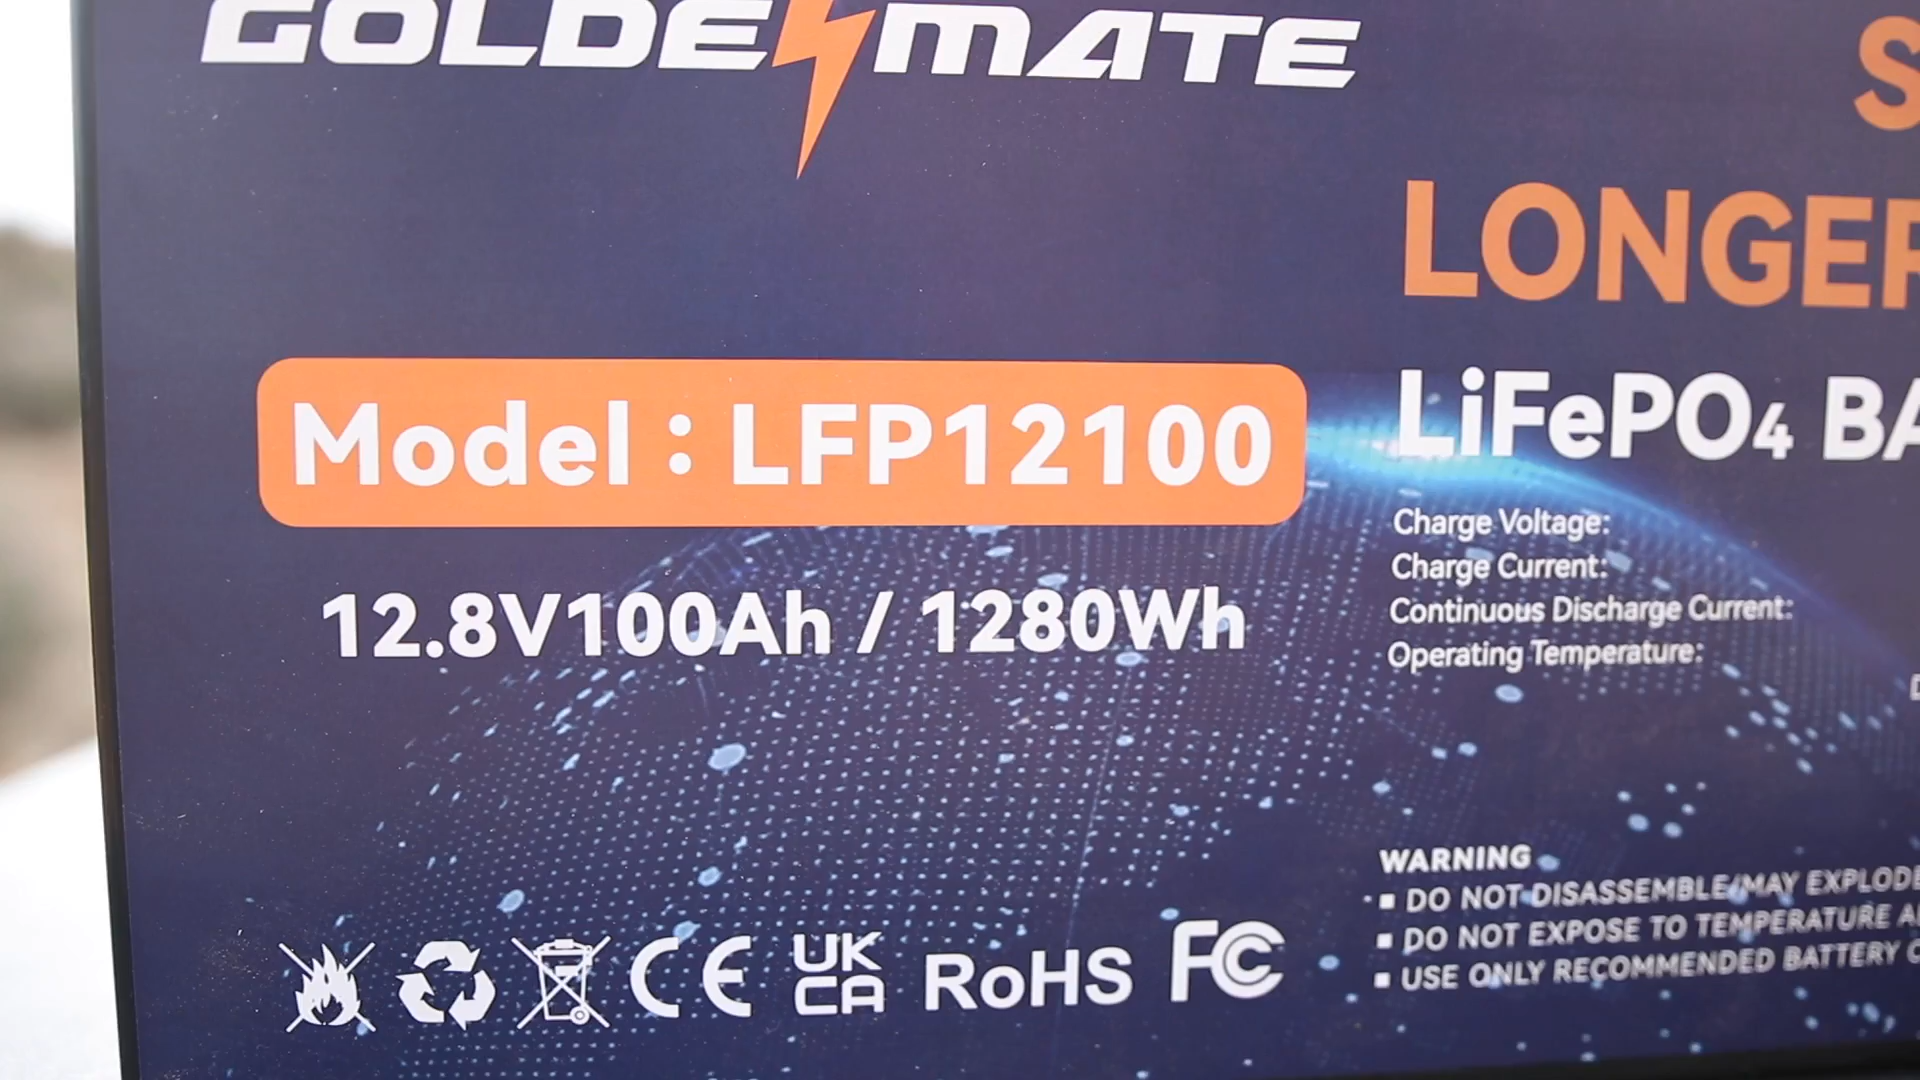 GOLDENMATE
LONGER
Model : LFP12100
12.8V100Ah / 1280Wh
LiFePO4
Charge Voltage:
Charge Current:
Continuous Discharge Current:
Operating Temperature:
WARNING
▪ DO NOT DISASSEMBLE/MAY EXPLODE
▪ DO NOT EXPOSE TO TEMPERATURE
▪ USE ONLY RECOMMENDED BATTERY
CE UK CA RoHS FC